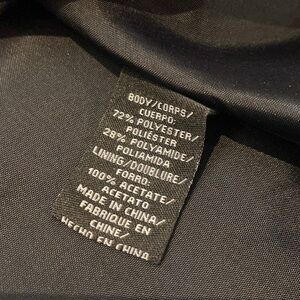 BODY/CORPS/
CUERPO:
72% POLYESTER/
POLIÉSTER
28% POLYAMIDE/
POLIAMIDA
LINING/DOUBLURE/
FORRO:
100% ACETATE/
ACETATO
MADE IN CHINA/
FABRIQUE EN
CHINE/
HECHO EN CHINA